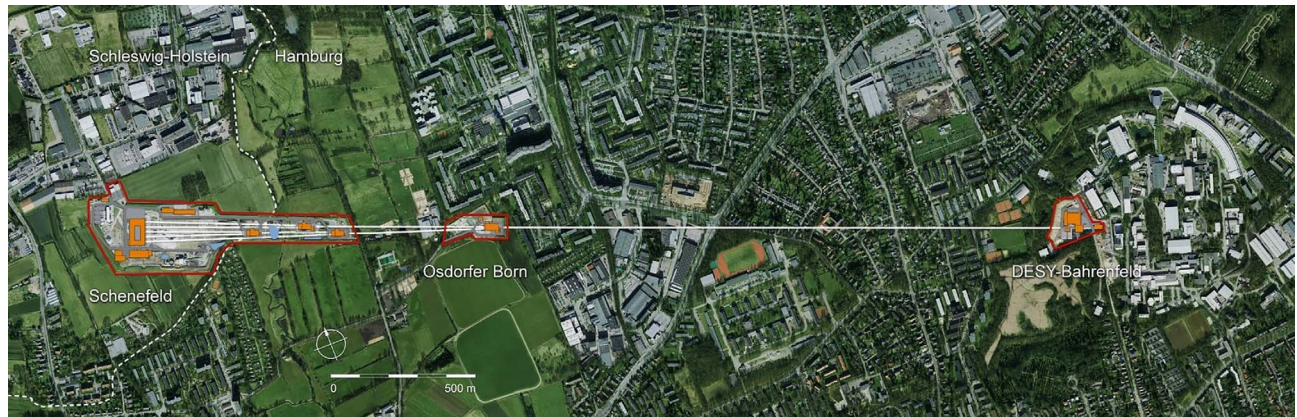 Schleswig-Holstein
Hamburg
Osdorfer Born
DESY-Bahrenfeld
Schenefeld
0
500 m